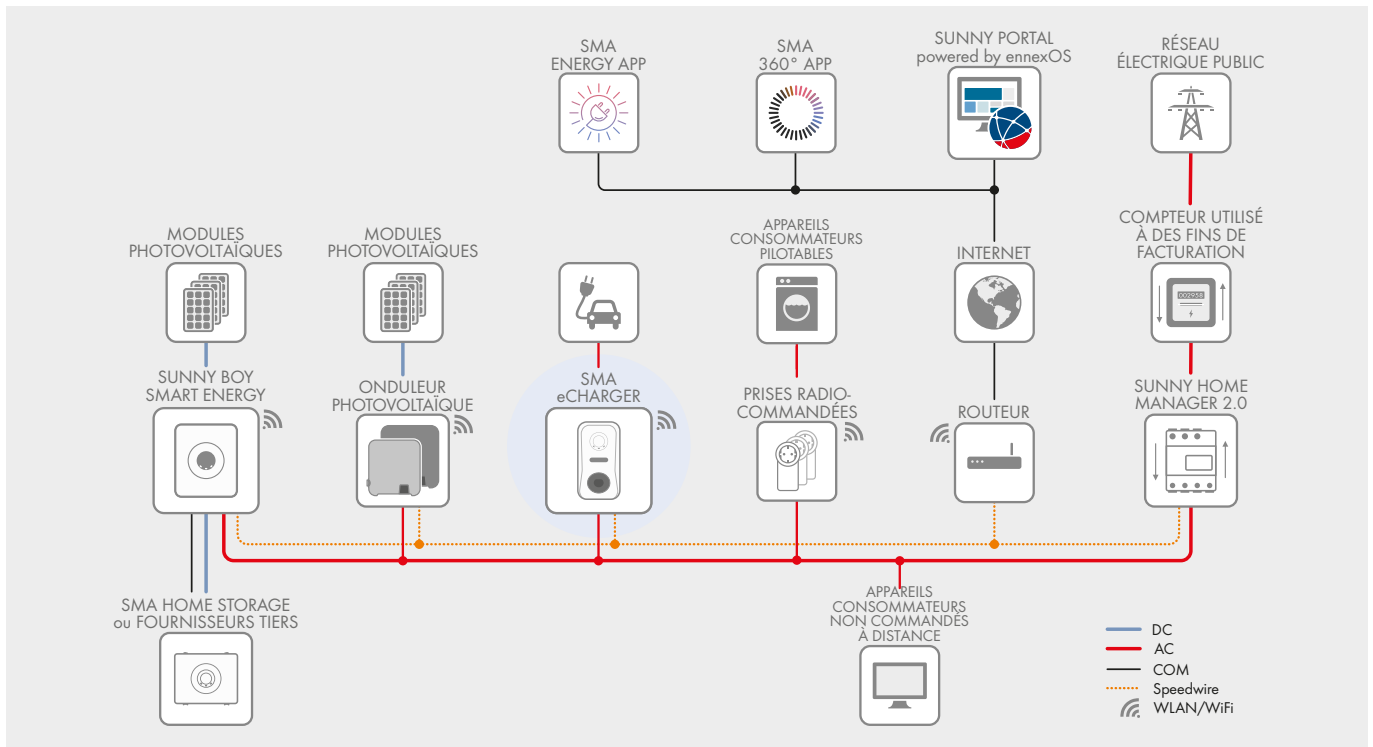 SMA
ENERGY APP
SMA
360° APP
SUNNY PORTAL
powered by ennexOS
RÉSEAU
ÉLECTRIQUE PUBLIC
MODULES
PHOTOVOLTAÏQUES
MODULES
PHOTOVOLTAÏQUES
APPAREILS
CONSOMMATEURS
PILOTABLES
INTERNET
COMPTEUR UTILISÉ
À DES FINS DE
FACTURATION
SUNNY BOY
SMART ENERGY
ONDULEUR
PHOTOVOLTAÏQUE
SMA
eCHARGER
PRISES RADIO-
COMMANDÉES
ROUTEUR
SUNNY HOME
MANAGER 2.0
SMA HOME STORAGE
ou FOURNISSEURS TIERS
APPAREILS
CONSOMMATEURS
NON COMMANDÉS
À DISTANCE
DC
AC
COM
Speedwire
WLAN/WiFi